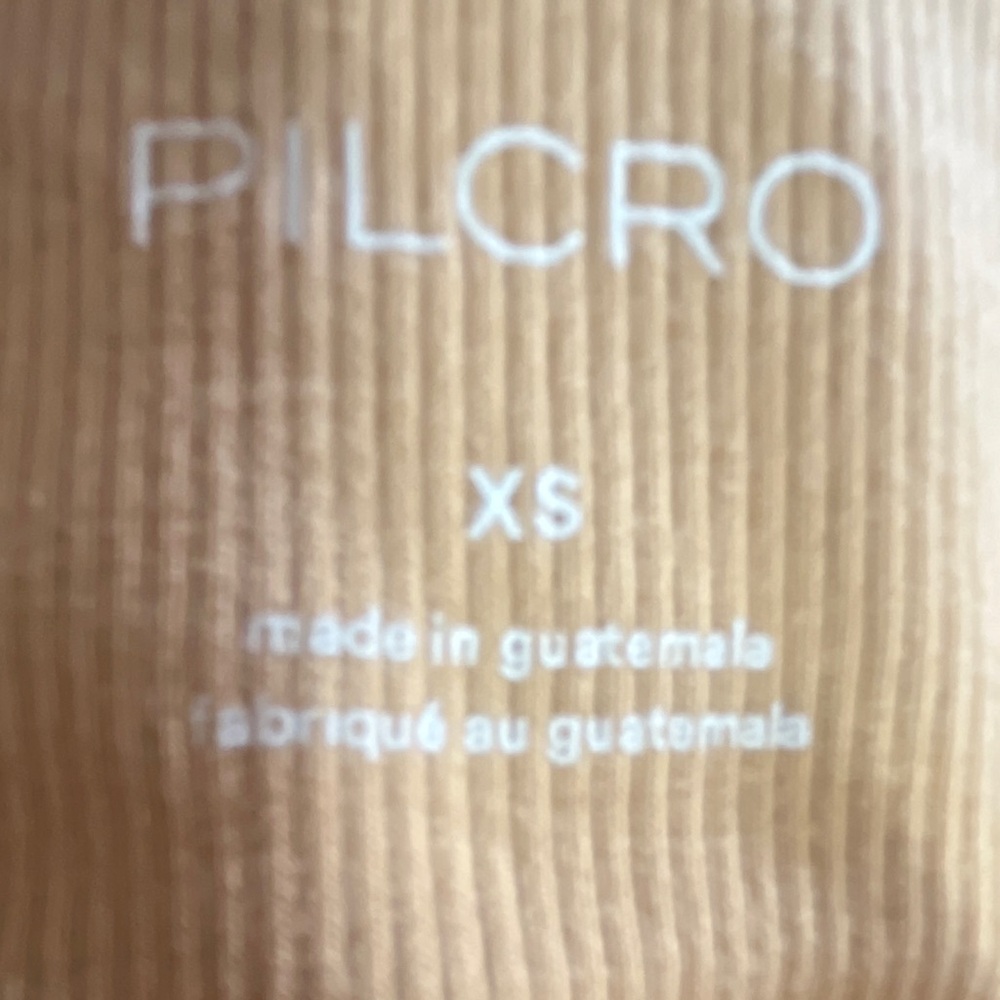 PILCRO
XS
made in guatemala
fabriqué au guatemala